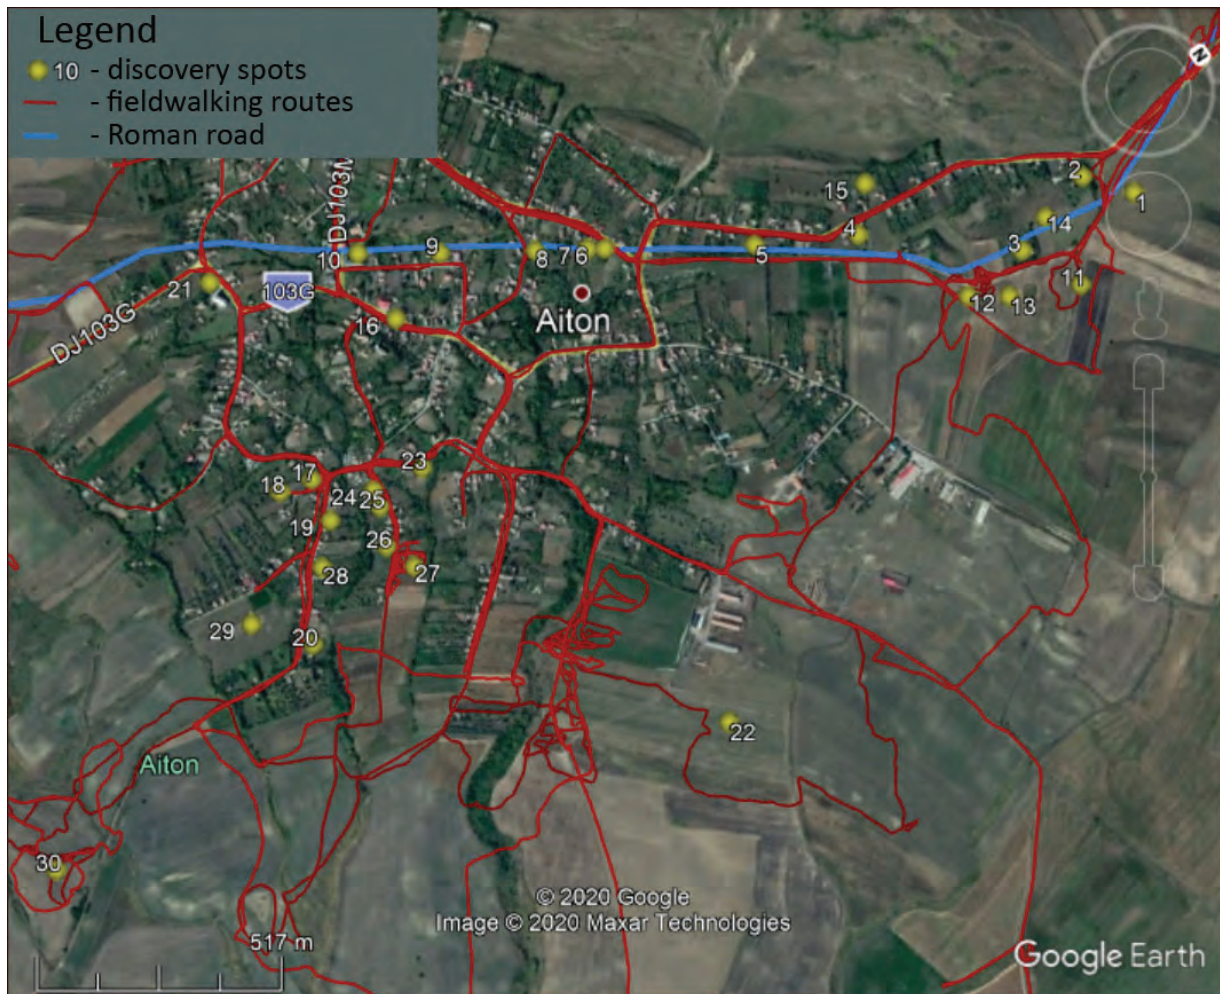 Legend
10 - discovery spots
- fieldwalking routes
- Roman road
N
DJ103M
2
15
1
14
4
3
9
10
8
7
6
5
11
21
103G
12
13
16
Aiton
DJ103G
23
17
18
24
25
19
26
27
28
29
20
22
Aiton
30
© 2020 Google
Image © 2020 Maxar Technologies
517 m
Google Earth